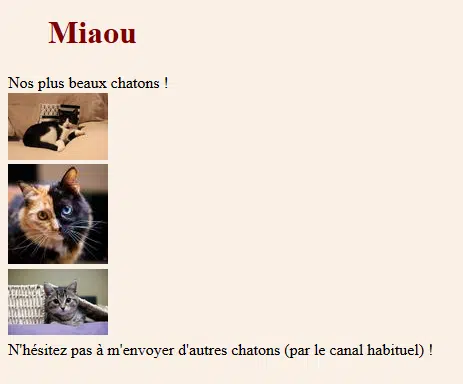 Miaou
Nos plus beaux chatons !
N'hésitez pas à m'envoyer d'autres chatons (par le canal habituel) !